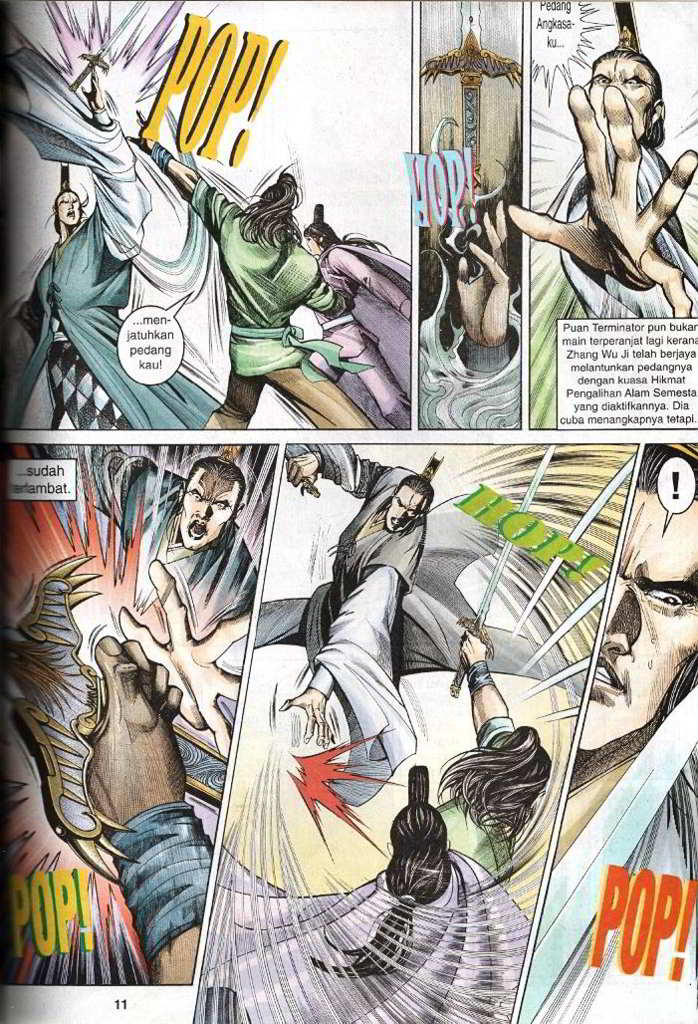 POP!
...men-
jatuhkan
pedang
kau!
HOP!
Pedang
Angkasa-
ku...
Puan Terminator pun bukan
main terperanjat lagi kerana
Zhang Wu Ji telah berjaya
melantunkan pedangnya
dengan kuasa Hikmat
Pengalihan Alam Semesta
yang diaktifkannya. Dia
cuba menangkapnya tetapi..
...sudah
terlambat.
POP!
HOP!
!
POP!
11